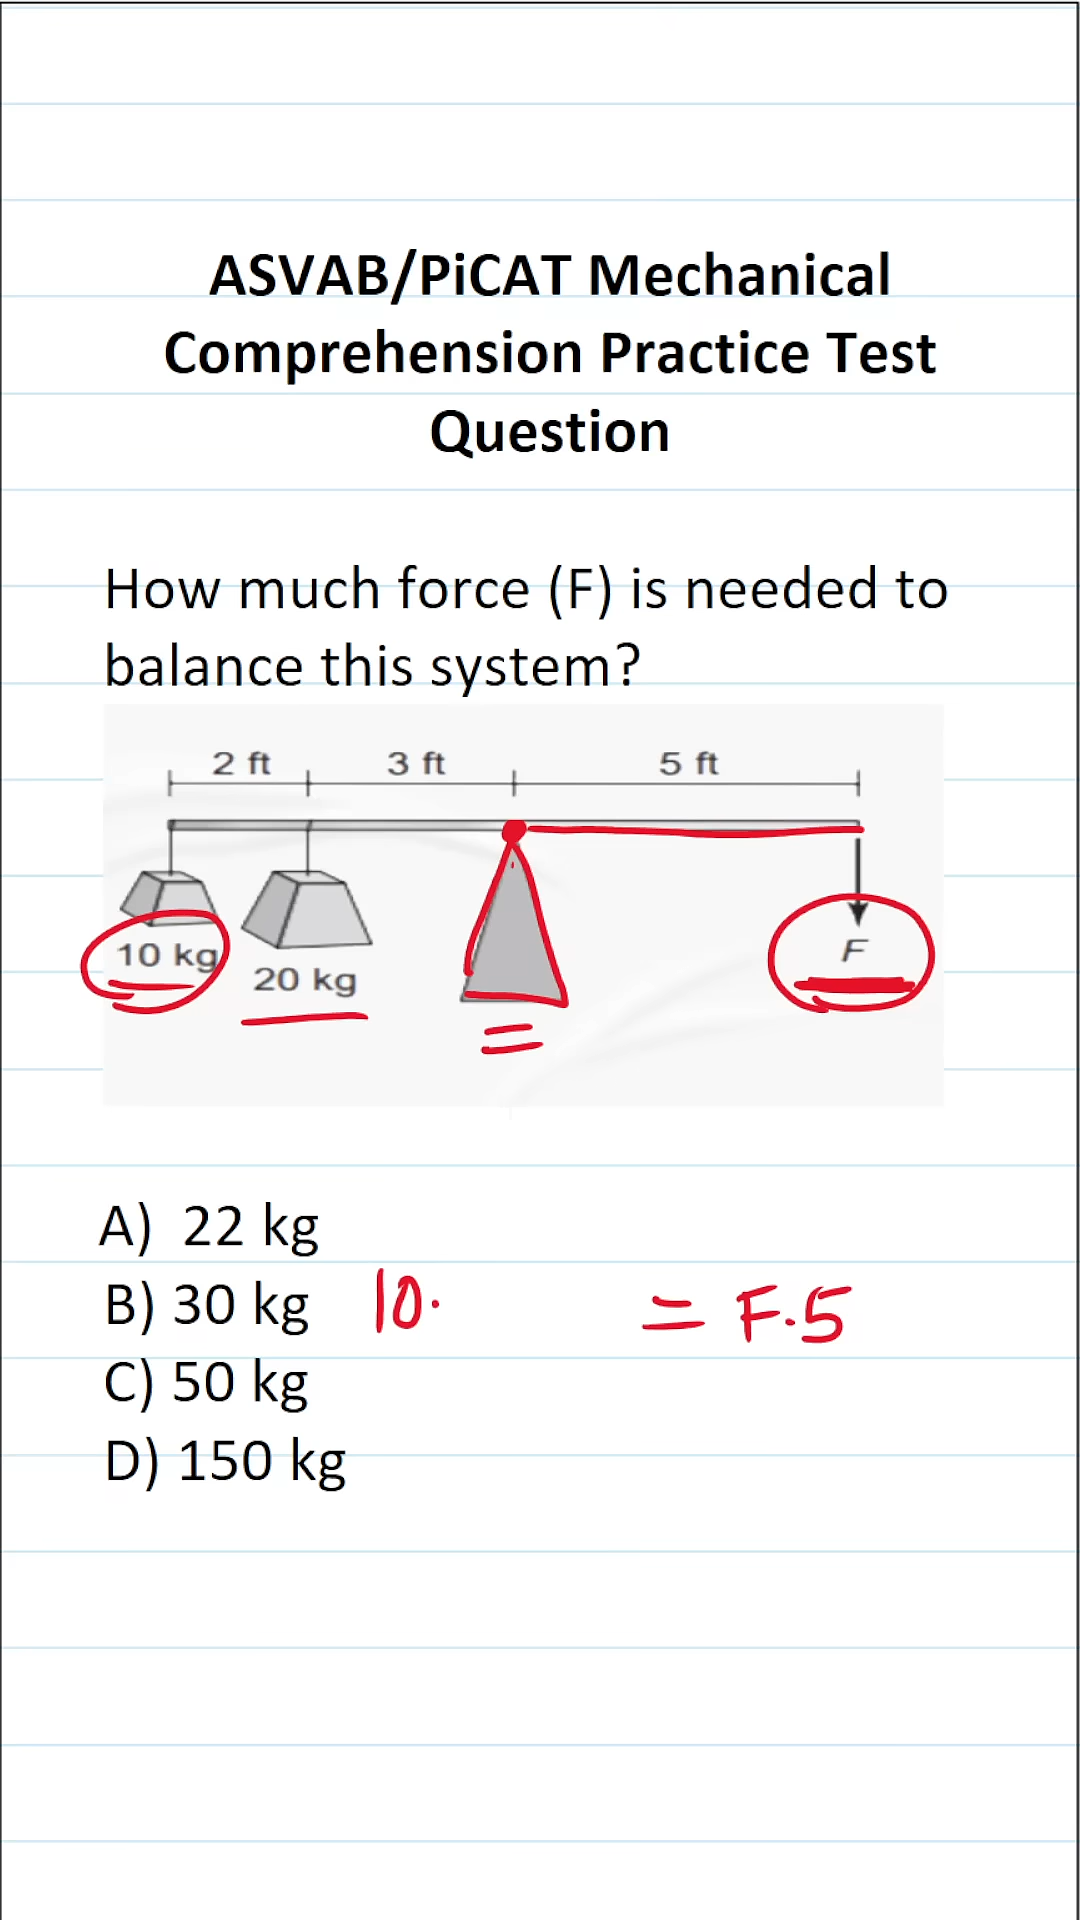 ASVAB/PiCAT Mechanical
Comprehension Practice Test
Question
How much force (F) is needed to
balance this system?
2 ft 3 ft 5 ft
10 kg
20 kg
F
A) 22 kg
B) 30 kg
10· = F·5
C) 50 kg
D) 150 kg